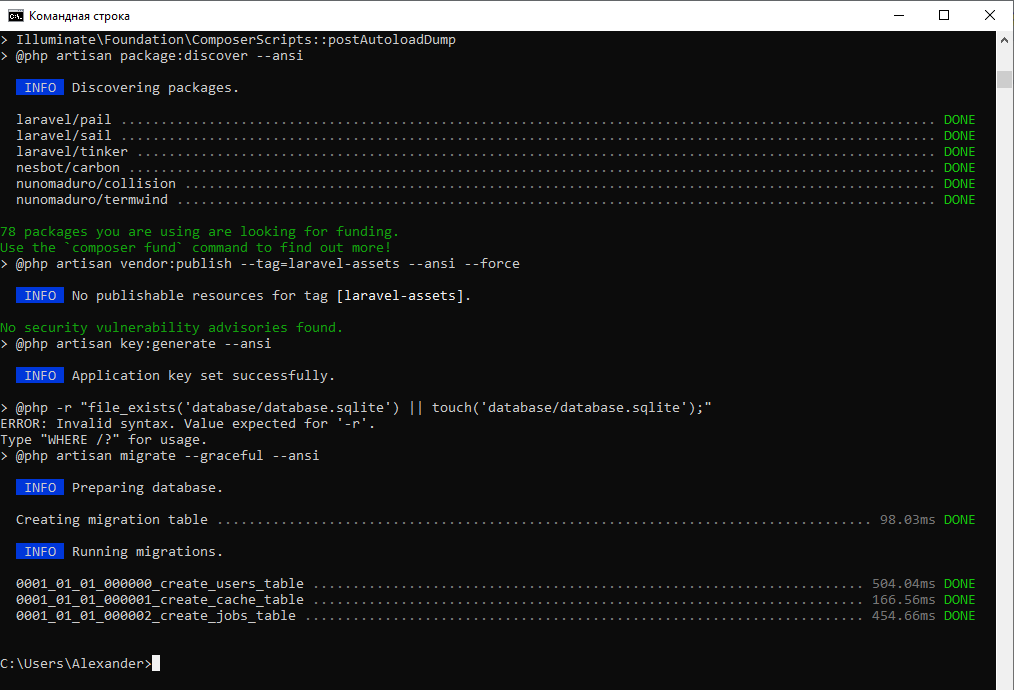 Командная строка
> Illuminate\Foundation\ComposerScripts::postAutoloadDump
> @php artisan package:discover --ansi
INFO Discovering packages.
laravel/pail ...................................................................................................... DONE
laravel/sail ...................................................................................................... DONE
laravel/tinker .................................................................................................... DONE
nesbot/carbon ..................................................................................................... DONE
nunomaduro/collision .............................................................................................. DONE
nunomaduro/termwind ............................................................................................... DONE
78 packages you are using are looking for funding.
Use the `composer fund` command to find out more!
> @php artisan vendor:publish --tag=laravel-assets --ansi --force
INFO No publishable resources for tag [laravel-assets].
No security vulnerability advisories found.
> @php artisan key:generate --ansi
INFO Application key set successfully.
> @php -r "file_exists('database/database.sqlite') || touch('database/database.sqlite');"
ERROR: Invalid syntax. Value expected for '-r'.
Type "WHERE /?" for usage.
> @php artisan migrate --graceful --ansi
INFO Preparing database.
Creating migration table .................................................................................. 98.03ms DONE
INFO Running migrations.
0001_01_01_000000_create_users_table ..................................................................... 504.04ms DONE
0001_01_01_000001_create_cache_table ..................................................................... 166.56ms DONE
0001_01_01_000002_create_jobs_table ...................................................................... 454.66ms DONE
C:\Users\Alexander>